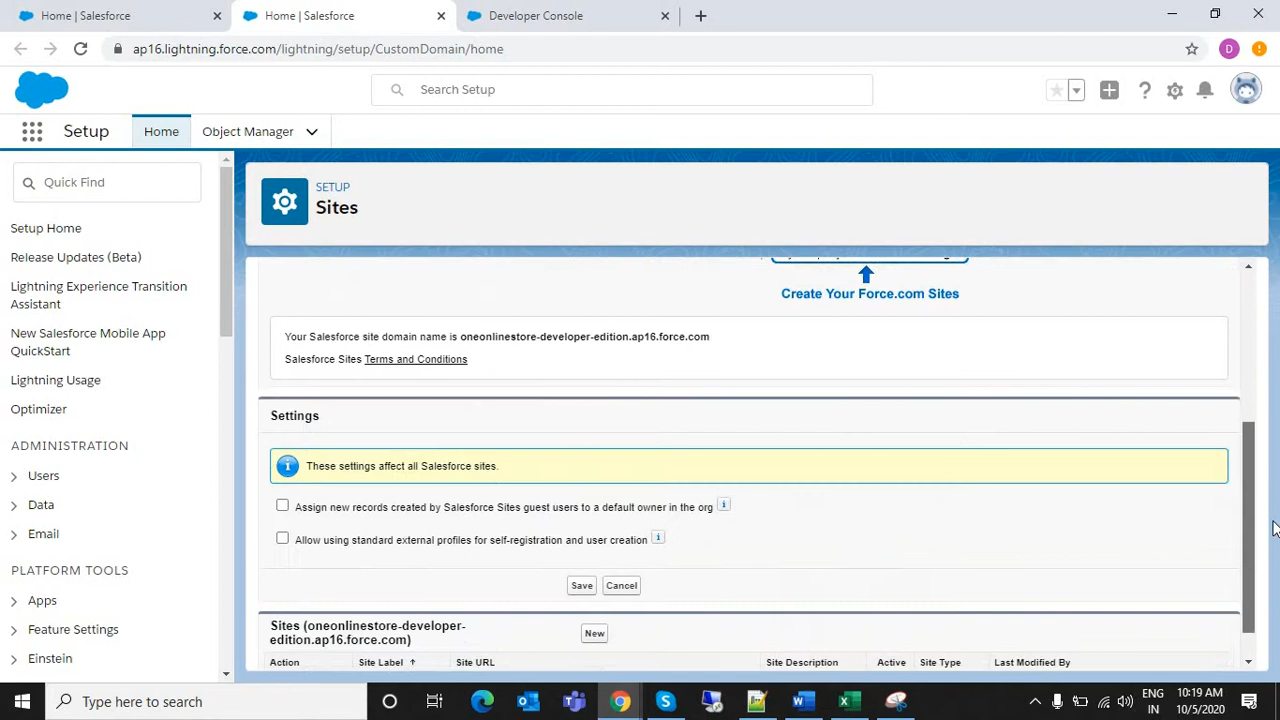 Home | Salesforce
Home | Salesforce
Developer Console
ap16.lightning.force.com/lightning/setup/CustomDomain/home
D
Search Setup
Setup
Home
Object Manager
Quick Find
Setup Home
Release Updates (Beta)
Lightning Experience Transition
Assistant
New Salesforce Mobile App
QuickStart
Lightning Usage
Optimizer
ADMINISTRATION
Users
Data
Email
PLATFORM TOOLS
Apps
Feature Settings
Einstein
SETUP
Sites
Create Your Force.com Sites
Your Salesforce site domain name is oneonlinestore-developer-edition.ap16.force.com
Salesforce Sites Terms and Conditions
Settings
These settings affect all Salesforce sites.
Assign new records created by Salesforce Sites guest users to a default owner in the org
Allow using standard external profiles for self-registration and user creation
Save Cancel
Sites (oneonlinestore-developer-
edition.ap16.force.com)
New
Action Site Label Site URL Site Description Active Site Type Last Modified By
Type here to search
ENG
IN
10:19 AM
10/5/2020